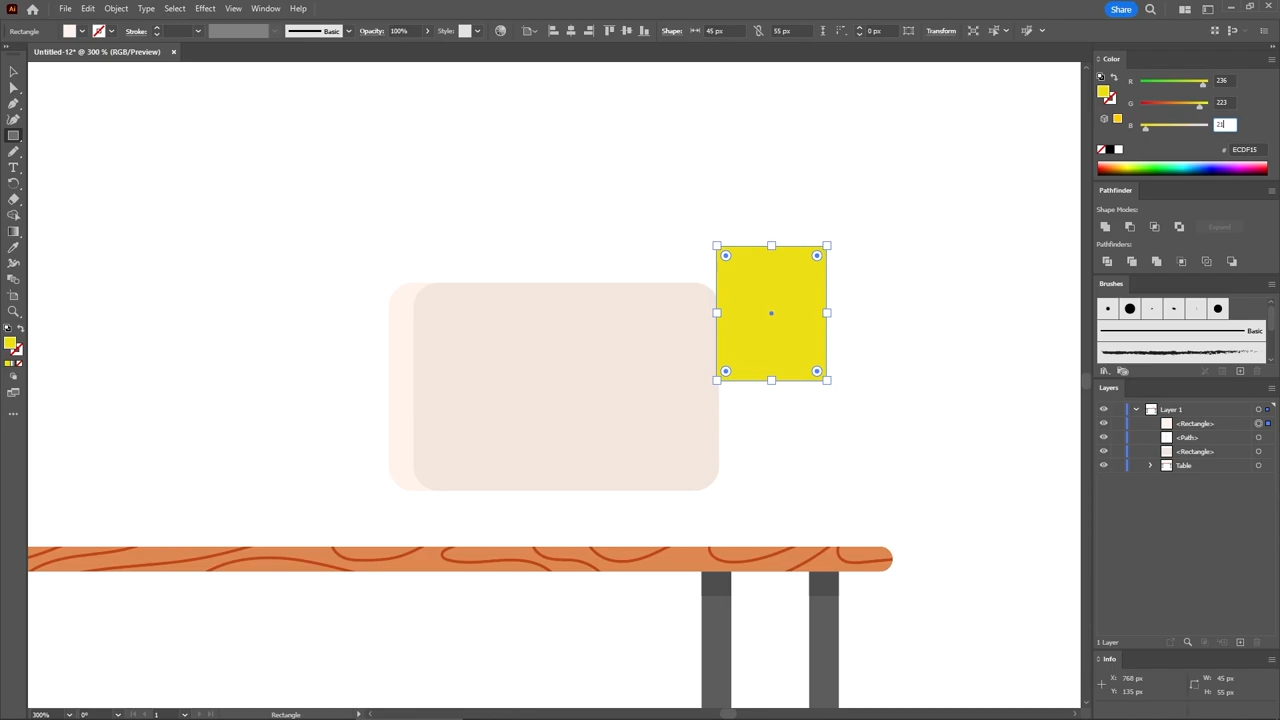 Ai File Edit Object Type Select Effect View Window Help Share
Rectangle Stroke: Basic Opacity: 100% Style: Shape: 45 px 55 px 0 px Transform
Untitled-12* @ 300 % (RGB/Preview)
Color
R 236
G 223
B 21
# ECDF15
Pathfinder
Shape Modes:
Expand
Pathfinders:
Brushes
Basic
Layers
Layer 1
<Rectangle>
<Path>
<Rectangle>
Table
1 Layer
Info
X: 768 px W: 45 px
Y: 135 px H: 55 px
300% 0° 1 Rectangle